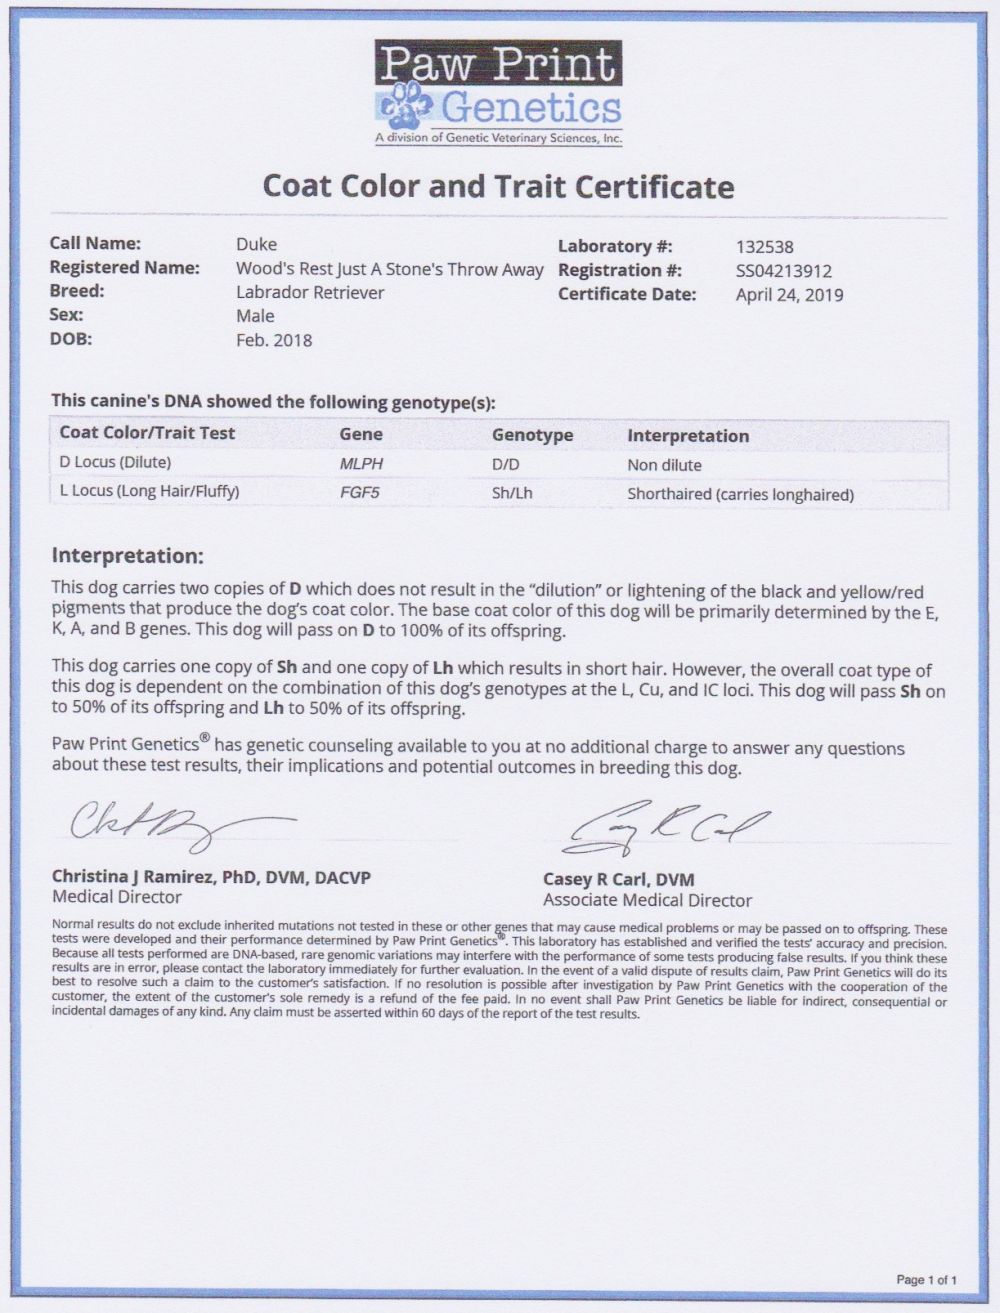 Paw Print
Genetics
A division of Genetic Veterinary Sciences, Inc.
Coat Color and Trait Certificate
Call Name: Duke
Registered Name: Wood's Rest Just A Stone's Throw Away
Breed: Labrador Retriever
Sex: Male
DOB: Feb. 2018
Laboratory #: 132538
Registration #: SS04213912
Certificate Date: April 24, 2019
This canine's DNA showed the following genotype(s):
Coat Color/Trait Test Gene Genotype Interpretation
D Locus (Dilute) MLPH D/D Non dilute
L Locus (Long Hair/Fluffy) FGF5 Sh/Lh Shorthaired (carries longhaired)
Interpretation:
This dog carries two copies of D which does not result in the “dilution” or lightening of the black and yellow/red
pigments that produce the dog’s coat color. The base coat color of this dog will be primarily determined by the E,
K, A, and B genes. This dog will pass on D to 100% of its offspring.
This dog carries one copy of Sh and one copy of Lh which results in short hair. However, the overall coat type of
this dog is dependent on the combination of this dog’s genotypes at the L, Cu, and IC loci. This dog will pass Sh on
to 50% of its offspring and Lh to 50% of its offspring.
Paw Print Genetics® has genetic counseling available to you at no additional charge to answer any questions
about these test results, their implications and potential outcomes in breeding this dog.
Christina J Ramirez, PhD, DVM, DACVP
Medical Director
Casey R Carl, DVM
Associate Medical Director
Normal results do not exclude inherited mutations not tested in these or other genes that may cause medical problems or may be passed on to offspring. These
tests were developed and their performance determined by Paw Print Genetics®. This laboratory has established and verified the tests' accuracy and precision.
Because all tests performed are DNA-based, rare genomic variations may interfere with the performance of some tests producing false results. If you think these
results are in error, please contact the laboratory immediately for further evaluation. In the event of a valid dispute of results claim, Paw Print Genetics will do its
best to resolve such a claim to the customer's satisfaction. If no resolution is possible after investigation by Paw Print Genetics with the cooperation of the
customer, the extent of the customer's sole remedy is a refund of the fee paid. In no event shall Paw Print Genetics be liable for indirect, consequential or
incidental damages of any kind. Any claim must be asserted within 60 days of the report of the test results.
Page 1 of 1